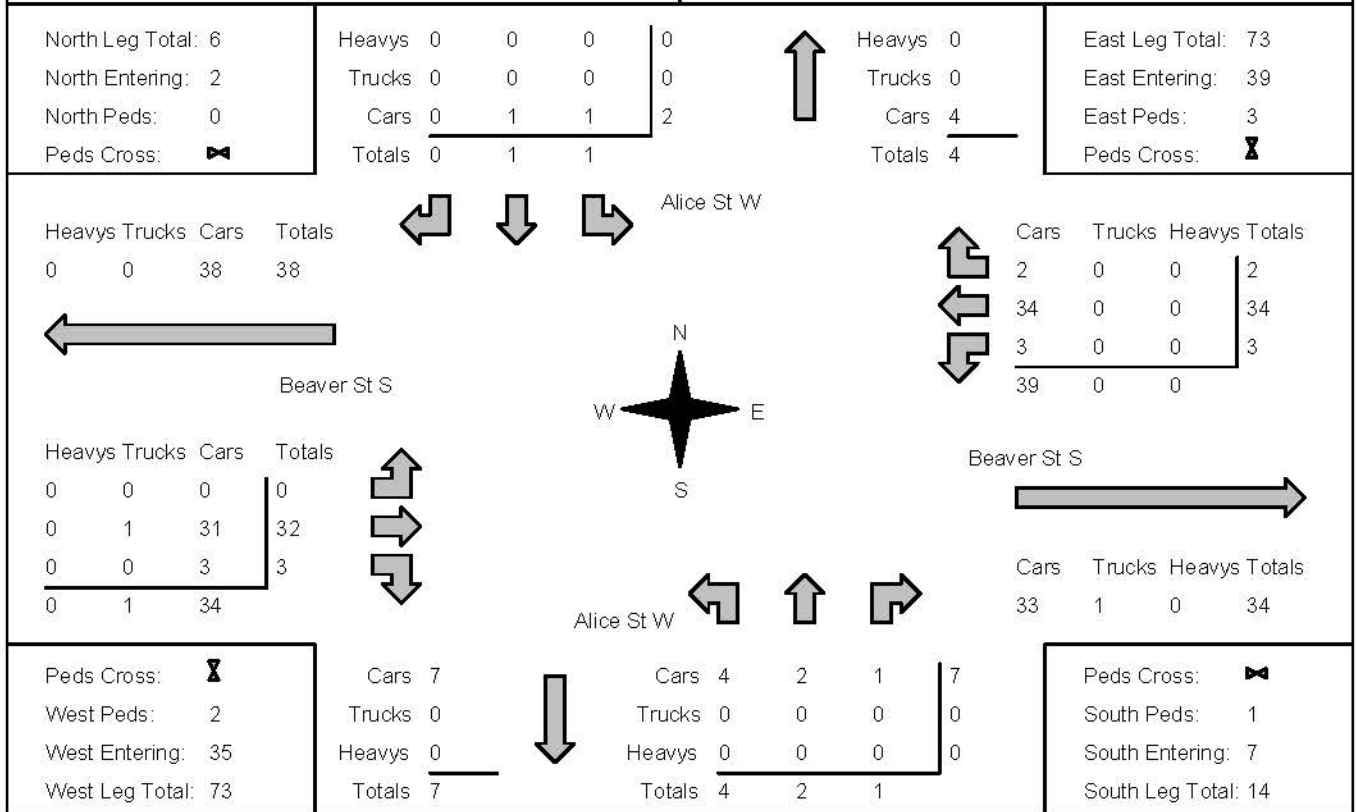 North Leg Total: 6
North Entering: 2
North Peds: 0
Peds Cross:
Heavys 0 0 0 0
Trucks 0 0 0 0
Cars 0 1 1 2
Totals 0 1 1
Heavys 0
Trucks 0
Cars 4
Totals 4
East Leg Total: 73
East Entering: 39
East Peds: 3
Peds Cross:
Alice St W
Heavys Trucks Cars Totals
0 0 38 38
Cars Trucks Heavys Totals
2 0 0 2
34 0 0 34
3 0 0 3
39 0 0
Beaver St S
N
W E
S
Heavys Trucks Cars Totals
0 0 0 0
0 1 31 32
0 0 3 3
0 1 34
Beaver St S
Cars Trucks Heavys Totals
33 1 0 34
Alice St W
Peds Cross:
West Peds: 2
West Entering: 35
West Leg Total: 73
Cars 7
Trucks 0
Heavys 0
Totals 7
Cars 4 2 1 7
Trucks 0 0 0 0
Heavys 0 0 0 0
Totals 4 2 1
Peds Cross:
South Peds: 1
South Entering: 7
South Leg Total: 14